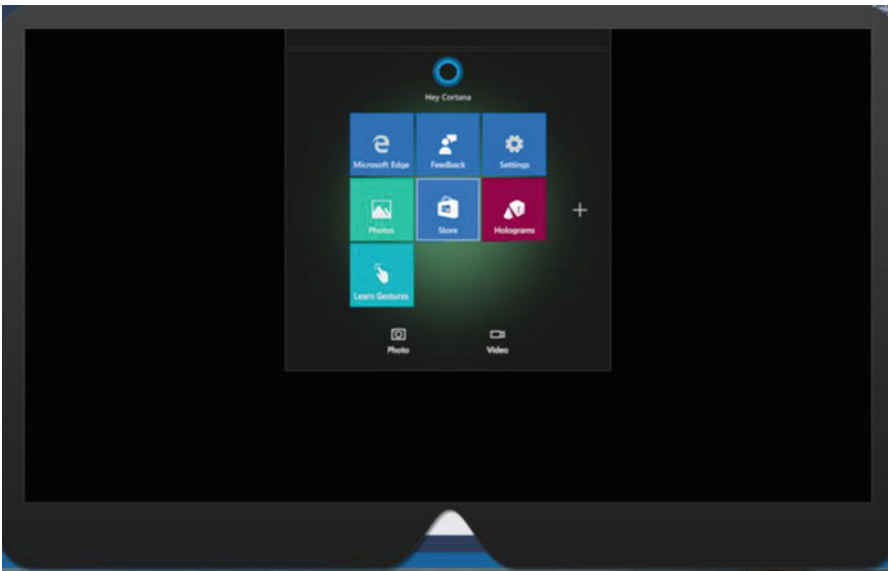 Hey Cortana
Microsoft Edge
Feedback
Settings
Photos
Store
Holograms
Learn Gestures
Photo
Video